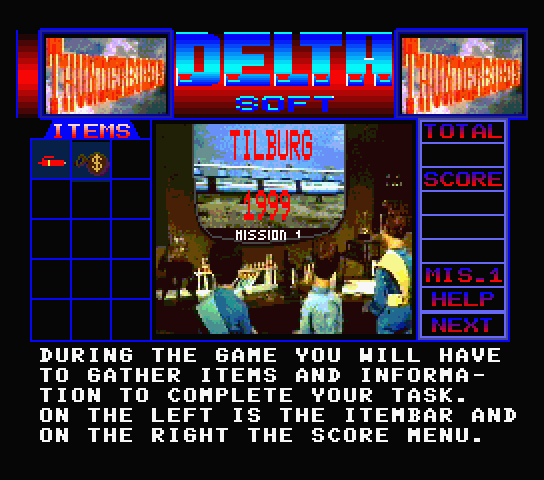 DELTA
SOFT
THUNDERBIRDS
THUNDERBIRDS
ITEMS
$
TILBURG
1999
MISSION 1
TOTAL
SCORE
MIS.1
HELP
NEXT
DURING THE GAME YOU WILL HAVE
TO GATHER ITEMS AND INFORMA-
TION TO COMPLETE YOUR TASK.
ON THE LEFT IS THE ITEMBAR AND
ON THE RIGHT THE SCORE MENU.